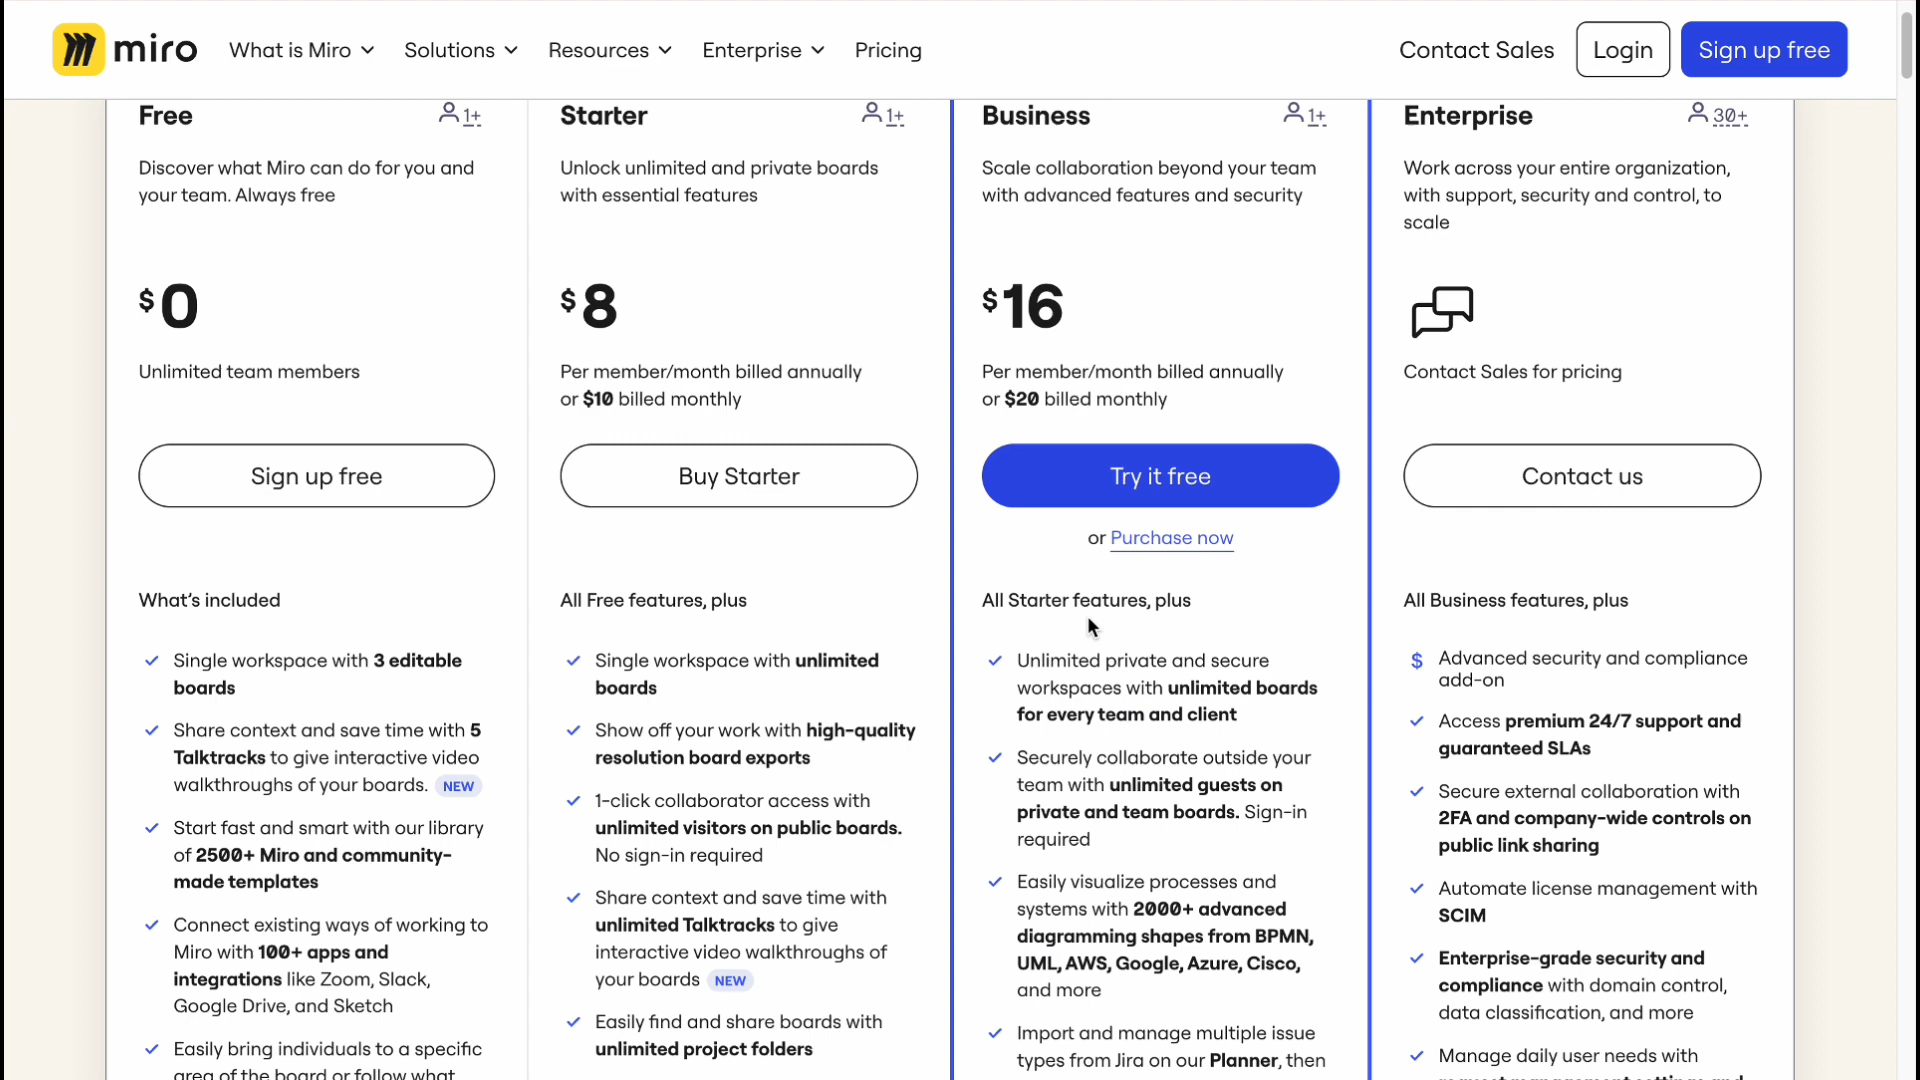 miro
What is Miro
Solutions
Resources
Enterprise
Pricing
Contact Sales
Login
Sign up free
Free
1+
Discover what Miro can do for you and
your team. Always free
$0
Unlimited team members
Sign up free
What's included
Single workspace with 3 editable
boards
Share context and save time with 5
Talktracks to give interactive video
walkthroughs of your boards. NEW
Start fast and smart with our library
of 2500+ Miro and community-
made templates
Connect existing ways of working to
Miro with 100+ apps and
integrations like Zoom, Slack,
Google Drive, and Sketch
Easily bring individuals to a specific
area of the board or follow what
Starter
1+
Unlock unlimited and private boards
with essential features
$8
Per member/month billed annually
or $10 billed monthly
Buy Starter
All Free features, plus
Single workspace with unlimited
boards
Show off your work with high-quality
resolution board exports
1-click collaborator access with
unlimited visitors on public boards.
No sign-in required
Share context and save time with
unlimited Talktracks to give
interactive video walkthroughs of
your boards NEW
Easily find and share boards with
unlimited project folders
Business
1+
Scale collaboration beyond your team
with advanced features and security
$16
Per member/month billed annually
or $20 billed monthly
Try it free
or Purchase now
All Starter features, plus
Unlimited private and secure
workspaces with unlimited boards
for every team and client
Securely collaborate outside your
team with unlimited guests on
private and team boards. Sign-in
required
Easily visualize processes and
systems with 2000+ advanced
diagramming shapes from BPMN,
UML, AWS, Google, Azure, Cisco,
and more
Import and manage multiple issue
types from Jira on our Planner, then
Enterprise
30+
Work across your entire organization,
with support, security and control, to
scale
Contact Sales for pricing
Contact us
All Business features, plus
$ Advanced security and compliance
add-on
Access premium 24/7 support and
guaranteed SLAs
Secure external collaboration with
2FA and company-wide controls on
public link sharing
Automate license management with
SCIM
Enterprise-grade security and
compliance with domain control,
data classification, and more
Manage daily user needs with